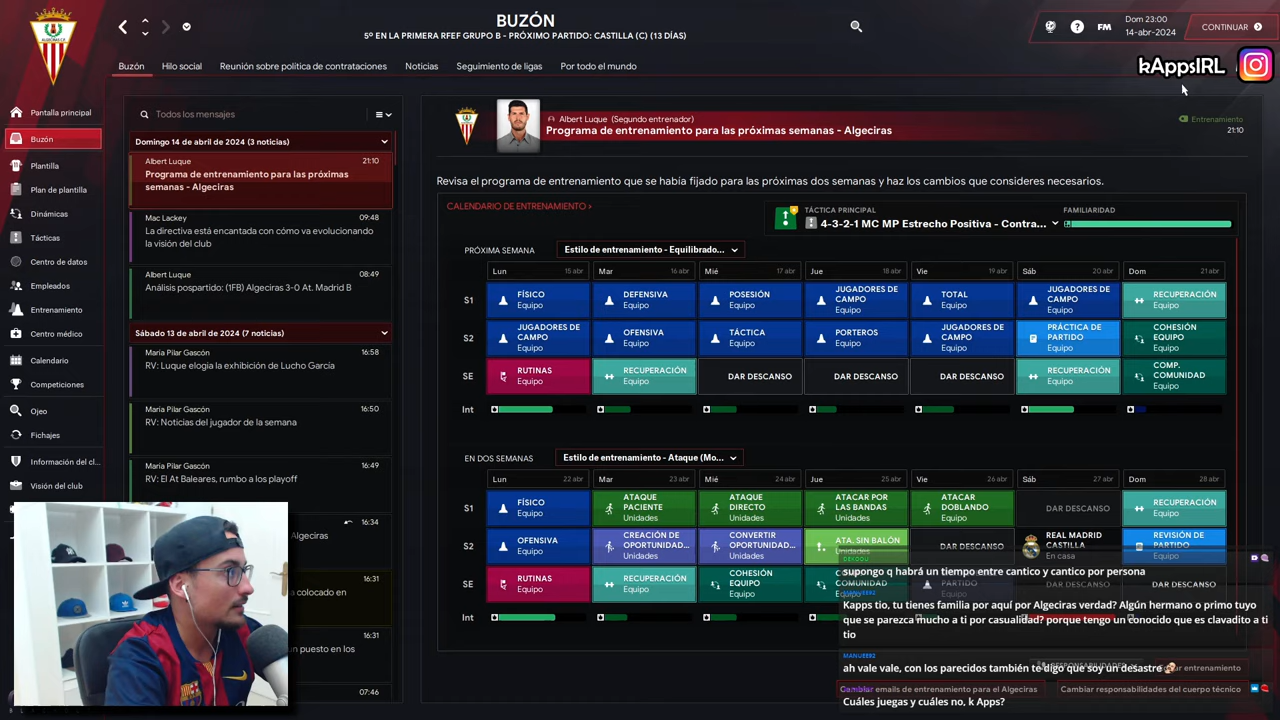 BUZÓN
5º EN LA PRIMERA RFEF GRUPO B - PRÓXIMO PARTIDO: CASTILLA (C) (13 DÍAS)
Dom 23:00
14-abr-2024
CONTINUAR
FM
kAppsIRL
Buzón
Hilo social
Reunión sobre política de contrataciones
Noticias
Seguimiento de ligas
Por todo el mundo
Pantalla principal
Buzón
Plantilla
Plan de plantilla
Dinámicas
Tácticas
Centro de datos
Empleados
Entrenamiento
Centro médico
Calendario
Competiciones
Ojeo
Fichajes
Información del cl...
Visión del club
Todos los mensajes
Domingo 14 de abril de 2024 (3 noticias)
Albert Luque 21:10
Programa de entrenamiento para las próximas
semanas - Algeciras
Mac Lackey 09:48
La directiva está encantada con cómo va evolucionando
la visión del club
Albert Luque 08:49
Análisis pospartido: (1FB) Algeciras 3-0 At. Madrid B
Sábado 13 de abril de 2024 (7 noticias)
María Pilar Gascón 16:58
RV: Luque elogia la exhibición de Lucho García
María Pilar Gascón 16:50
RV: Noticias del jugador de la semana
María Pilar Gascón 16:49
RV: El At Baleares, rumbo a los playoff
16:34
Algeciras
16:31
a colocado en
16:31
un puesto en los
07:46
Albert Luque (Segundo entrenador)
Programa de entrenamiento para las próximas semanas - Algeciras
Entrenamiento
21:10
Revisa el programa de entrenamiento que se había fijado para las próximas dos semanas y haz los cambios que consideres necesarios.
CALENDARIO DE ENTRENAMIENTO >
TÁCTICA PRINCIPAL
4-3-2-1 MC MP Estrecho Positiva - Contra...
FAMILIARIDAD
PRÓXIMA SEMANA
Estilo de entrenamiento - Equilibrado...
Lun 15 abr
Mar 16 abr
Mié 17 abr
Jue 18 abr
Vie 19 abr
Sáb 20 abr
Dom 21 abr
S1
FÍSICO
Equipo
DEFENSIVA
Equipo
POSESIÓN
Equipo
JUGADORES DE
CAMPO
Equipo
TOTAL
Equipo
JUGADORES DE
CAMPO
Equipo
RECUPERACIÓN
Equipo
S2
JUGADORES DE
CAMPO
Equipo
OFENSIVA
Equipo
TÁCTICA
Equipo
PORTEROS
Equipo
JUGADORES DE
CAMPO
Equipo
PRÁCTICA DE
PARTIDO
Equipo
COHESIÓN
EQUIPO
Equipo
SE
RUTINAS
Equipo
RECUPERACIÓN
Equipo
DAR DESCANSO
DAR DESCANSO
DAR DESCANSO
RECUPERACIÓN
Equipo
COMP.
COMUNIDAD
Equipo
Int
EN DOS SEMANAS
Estilo de entrenamiento - Ataque (Mo...
Lun 22 abr
Mar 23 abr
Mié 24 abr
Jue 25 abr
Vie 26 abr
Sáb 27 abr
Dom 28 abr
S1
FÍSICO
Equipo
ATAQUE
PACIENTE
Unidades
ATAQUE
DIRECTO
Unidades
ATACAR POR
LAS BANDAS
Unidades
ATACAR
DOBLANDO
Unidades
DAR DESCANSO
RECUPERACIÓN
Equipo
S2
OFENSIVA
Equipo
CREACIÓN DE
OPORTUNIDAD...
Unidades
CONVERTIR
OPORTUNIDAD...
Unidades
ATA. SIN BALÓN
Unidades
REAL MADRID
CASTILLA
En casa
REVISIÓN DE
PARTIDO
Equipo
SE
RUTINAS
Equipo
RECUPERACIÓN
Equipo
COHESIÓN
EQUIPO
Equipo
COMUNIDAD
Equipo
PARTIDO
DAR DESCANSO
DAR DESCANSO
Int
supongo q habrá un tiempo entre cantico y cantico por persona
MANUEER2
Kapps tio, tu tienes familia por aquí por Algeciras verdad? Algún hermano o primo tuyo
que se parezca mucho a ti por casualidad? porque tengo un conocido que es clavadito a ti
tio
MANUEER2
ah vale vale, con los parecidos también te digo que soy un desastre
RESPONSABILIDADES
entrenamiento
Cambiar emails de entrenamiento para el Algeciras
Cambiar responsabilidades del cuerpo técnico
Cuáles juegas y cuáles no, k Apps?